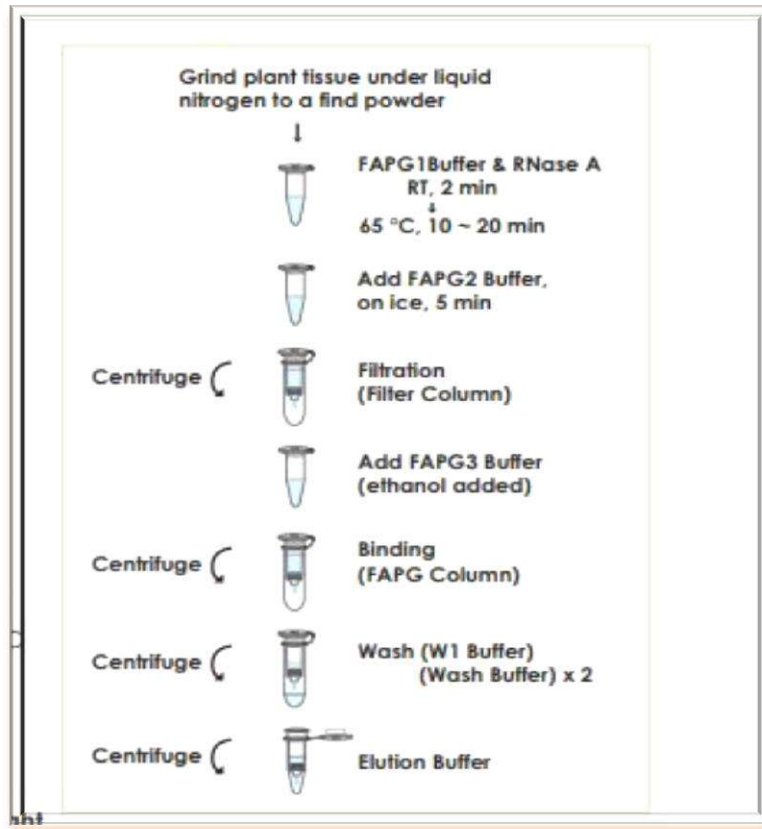 Grind plant tissue under liquid
nitrogen to a find powder
FAPG1Buffer & RNase A
RT, 2 min
65 °C, 10 ~ 20 min
Add FAPG2 Buffer,
on ice, 5 min
Centrifuge
Filtration
(Filter Column)
Add FAPG3 Buffer
(ethanol added)
Centrifuge
Binding
(FAPG Column)
Centrifuge
Wash (W1 Buffer)
(Wash Buffer) x 2
Centrifuge
Elution Buffer